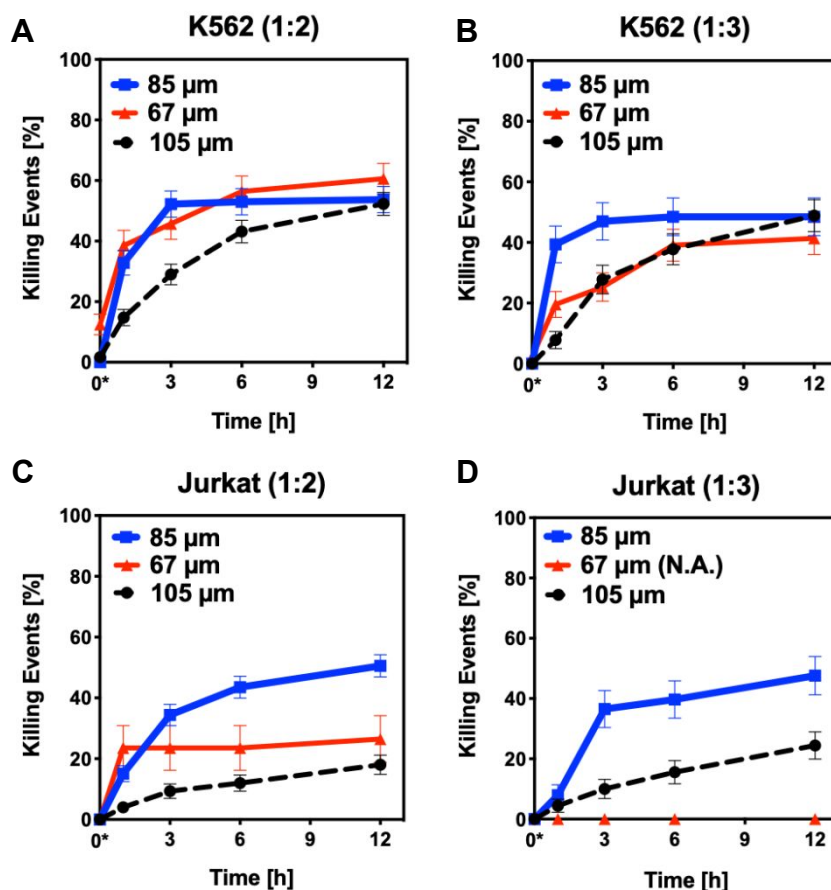 A
K562 (1:2)
Killing Events [%]
100
80
60
40
20
0
85 µm
67 µm
105 µm
0*
3
6
9
12
Time [h]
B
K562 (1:3)
Killing Events [%]
100
80
60
40
20
0
85 µm
67 µm
105 µm
0*
3
6
9
12
Time [h]
C
Jurkat (1:2)
Killing Events [%]
100
80
60
40
20
0
85 µm
67 µm
105 µm
0*
3
6
9
12
Time [h]
D
Jurkat (1:3)
Killing Events [%]
100
80
60
40
20
0
85 µm
67 µm (N.A.)
105 µm
0*
3
6
9
12
Time [h]